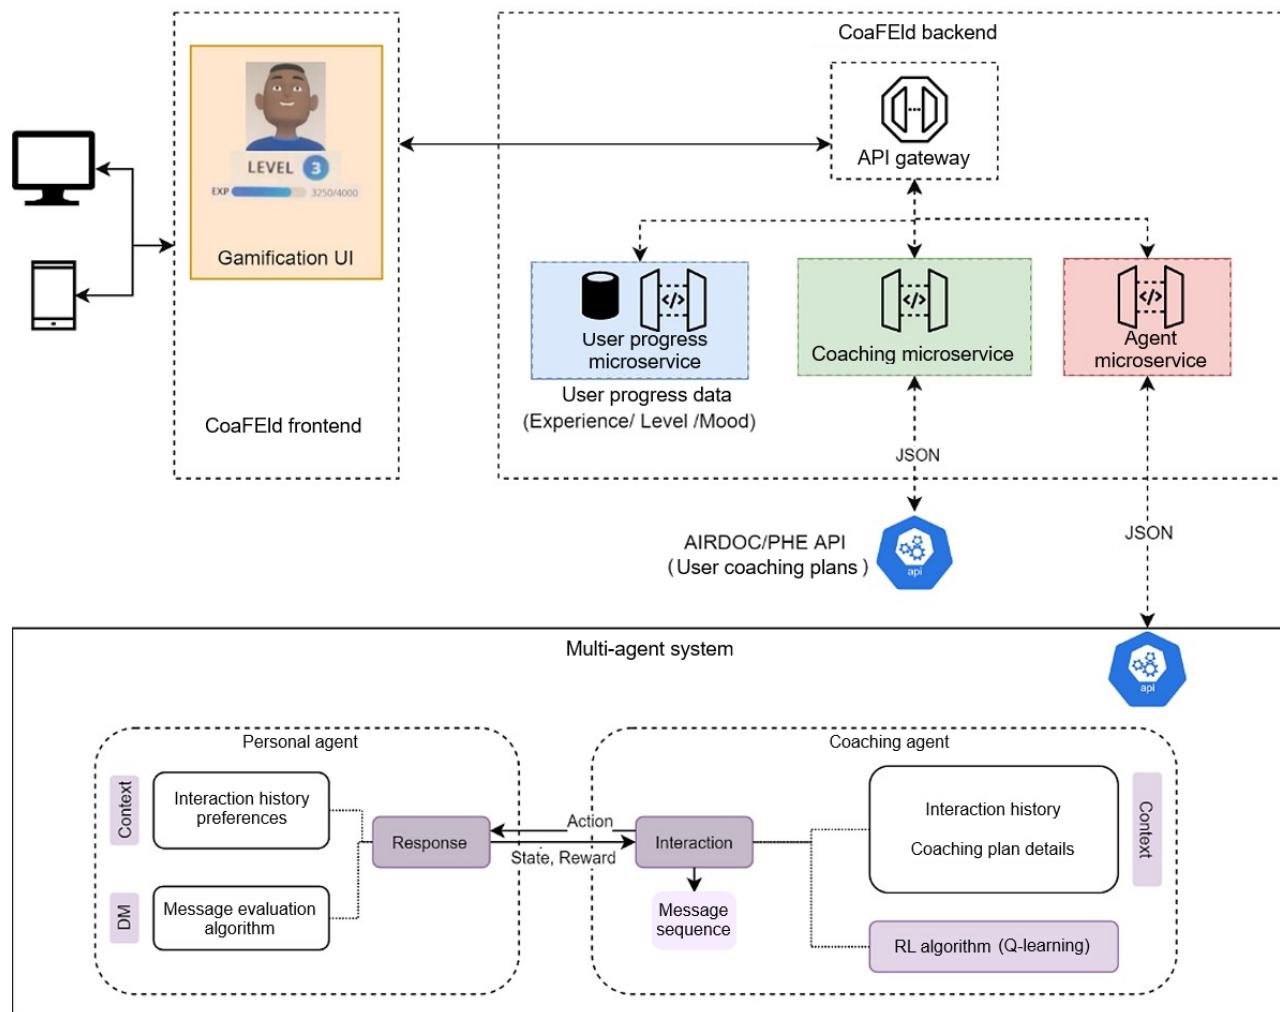 CoaFEld backend
API gateway
LEVEL 3
EXP 3250/4000
Gamification UI
CoaFEld frontend
</>
User progress
microservice
User progress data
(Experience/ Level /Mood)
</>
Coaching microservice
</>
Agent
microservice
JSON
JSON
AIRDOC/PHE API
(User coaching plans )
api
Multi-agent system
api
Personal agent
Context
Interaction history
preferences
DM
Message evaluation
algorithm
Response
Action
State, Reward
Coaching agent
Interaction
Message
sequence
Interaction history
Coaching plan details
Context
RL algorithm (Q-learning)